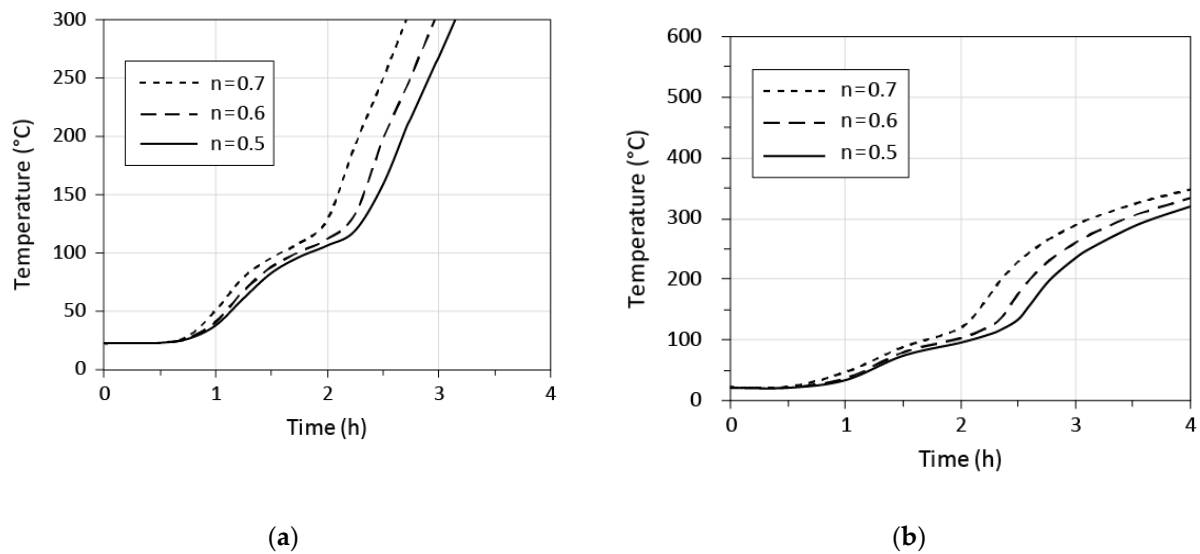 300
250
200
150
100
50
0
Temperature (°C)
n=0.7
n=0.6
n=0.5
0 1 2 3 4
Time (h)
(a)
600
500
400
300
200
100
0
Temperature (°C)
n=0.7
n=0.6
n=0.5
0 1 2 3 4
Time (h)
(b)